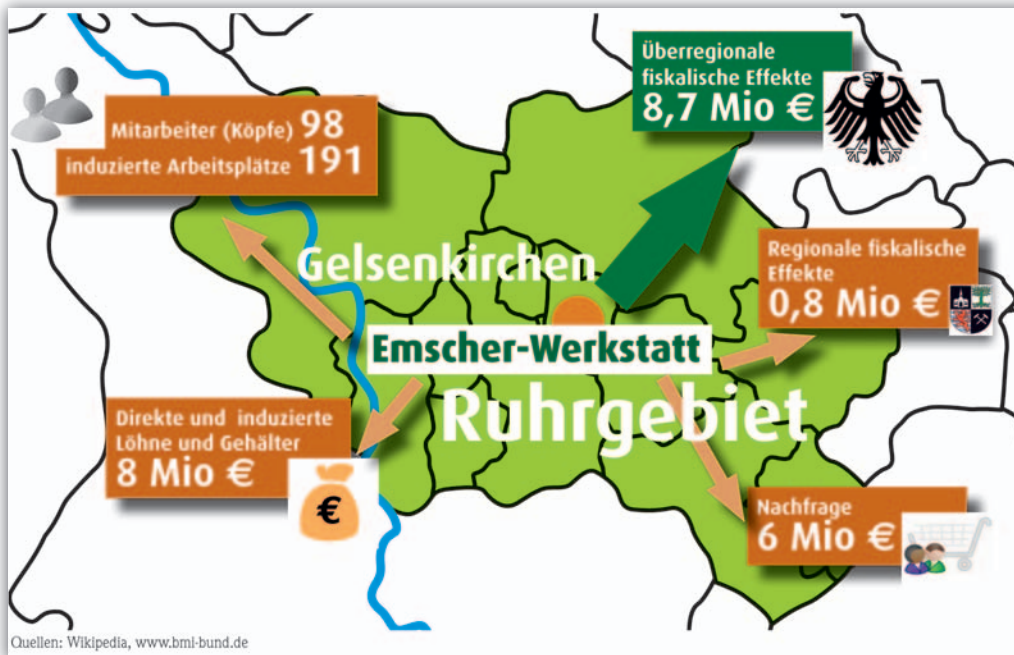 Überregionale
fiskalische Effekte
8,7 Mio €
Mitarbeiter (Köpfe) 98
induzierte Arbeitsplätze 191
Gelsenkirchen
Regionale fiskalische
Effekte
0,8 Mio €
Emscher-Werkstatt
Ruhrgebiet
Direkte und induzierte
Löhne und Gehälter
8 Mio €
€
Nachfrage
6 Mio €
Quellen: Wikipedia, www.bmi-bund.de